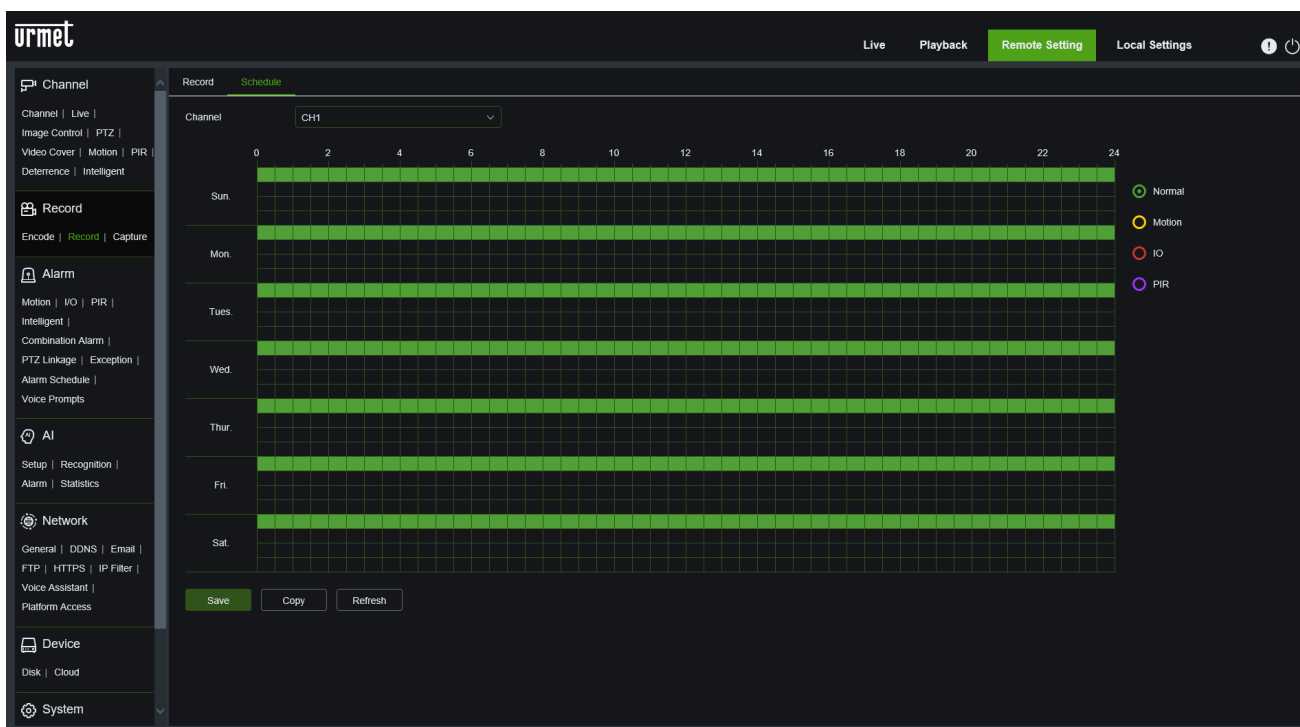 urmet
Live Playback Remote Setting Local Settings
Channel
Channel | Live |
Image Control | PTZ |
Video Cover | Motion | PIR |
Deterrence | Intelligent
Record
Encode | Record | Capture
Alarm
Motion | I/O | PIR |
Intelligent |
Combination Alarm |
PTZ Linkage | Exception |
Alarm Schedule |
Voice Prompts
AI
Setup | Recognition |
Alarm | Statistics
Network
General | DDNS | Email |
FTP | HTTPS | IP Filter |
Voice Assistant |
Platform Access
Device
Disk | Cloud
System
Record Schedule
Channel CH1
0 2 4 6 8 10 12 14 16 18 20 22 24
Sun.
Mon.
Tues.
Wed.
Thur.
Fri.
Sat.
Normal
Motion
IO
PIR
Save Copy Refresh